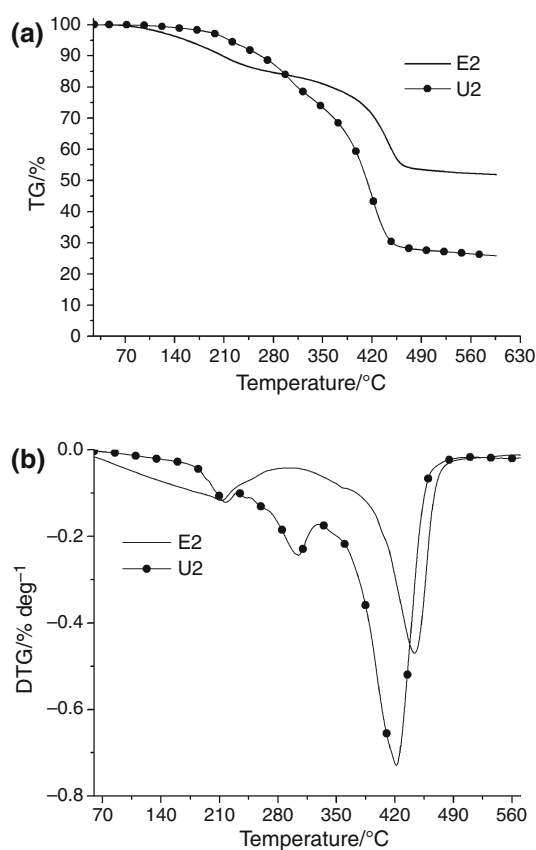 (a)
100
90
80
70
60
50
40
30
20
10
0
TG/%
E2
U2
70 140 210 280 350 420 490 560 630
Temperature/°C
(b)
0.0
−0.2
−0.4
−0.6
−0.8
DTG/% deg⁻¹
E2
U2
70 140 210 280 350 420 490 560
Temperature/°C